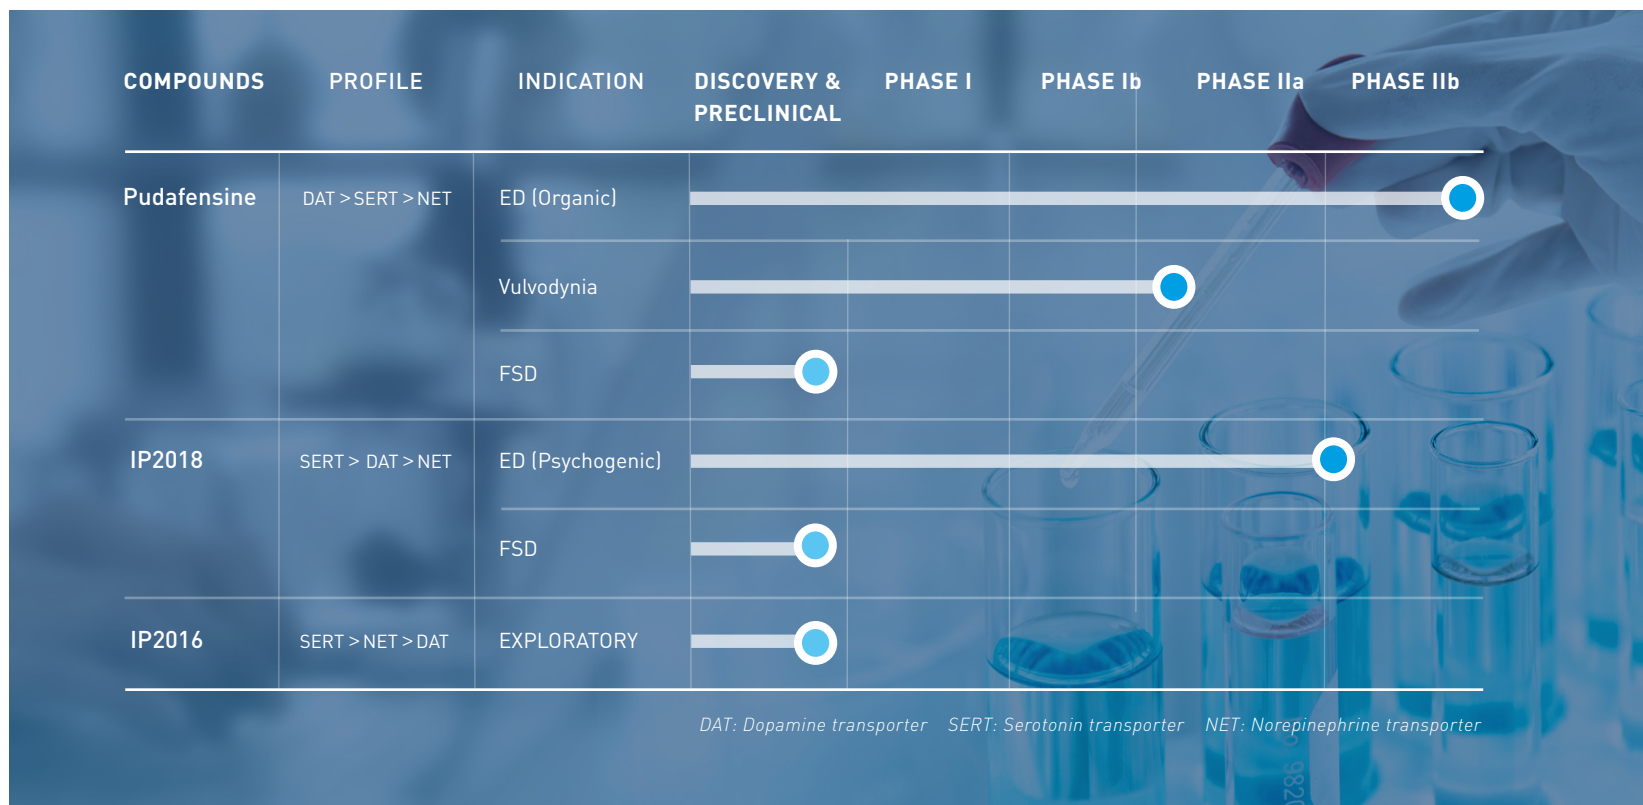 COMPOUNDS PROFILE INDICATION DISCOVERY & PHASE I PHASE Ib PHASE IIa PHASE IIb
PRECLINICAL
Pudafensine DAT > SERT > NET ED (Organic)
Vulvodynia
FSD
IP2018 SERT > DAT > NET ED (Psychogenic)
FSD
IP2016 SERT > NET > DAT EXPLORATORY
DAT: Dopamine transporter SERT: Serotonin transporter NET: Norepinephrine transporter